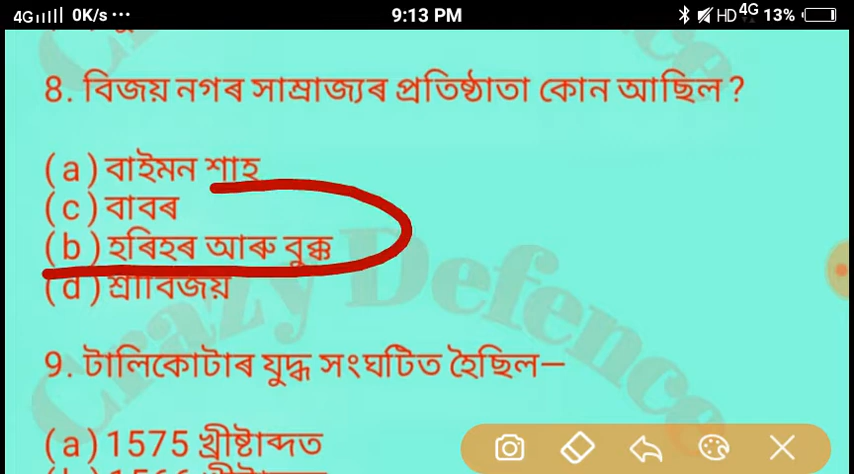 4G 0K/s ... 9:13 PM HD 4G 13%
8. বিজয় নগৰ সাম্ৰাজ্যৰ প্ৰতিষ্ঠাতা কোন আছিল ?
(a) বাইমন শাহ
(c) বাবৰ
(b) হৰিহৰ আৰু বুক্ক
(d) শ্ৰীবিজয়
9. টালিকোটাৰ যুদ্ধ সংঘটিত হৈছিল—
(a) 1575 খ্ৰীষ্টাব্দত
Crazy Defence